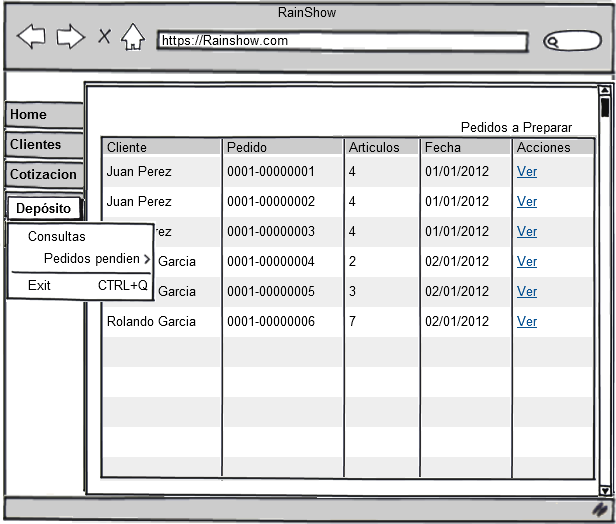 RainShow
https://Rainshow.com
Home
Clientes
Cotizacion
Depósito
Consultas
Pedidos pendien
Exit CTRL+Q
Pedidos a Preparar
Cliente Pedido Articulos Fecha Acciones
Juan Perez 0001-00000001 4 01/01/2012 Ver
Juan Perez 0001-00000002 4 01/01/2012 Ver
rez 0001-00000003 4 01/01/2012 Ver
Garcia 0001-00000004 2 02/01/2012 Ver
Garcia 0001-00000005 3 02/01/2012 Ver
Rolando Garcia 0001-00000006 7 02/01/2012 Ver